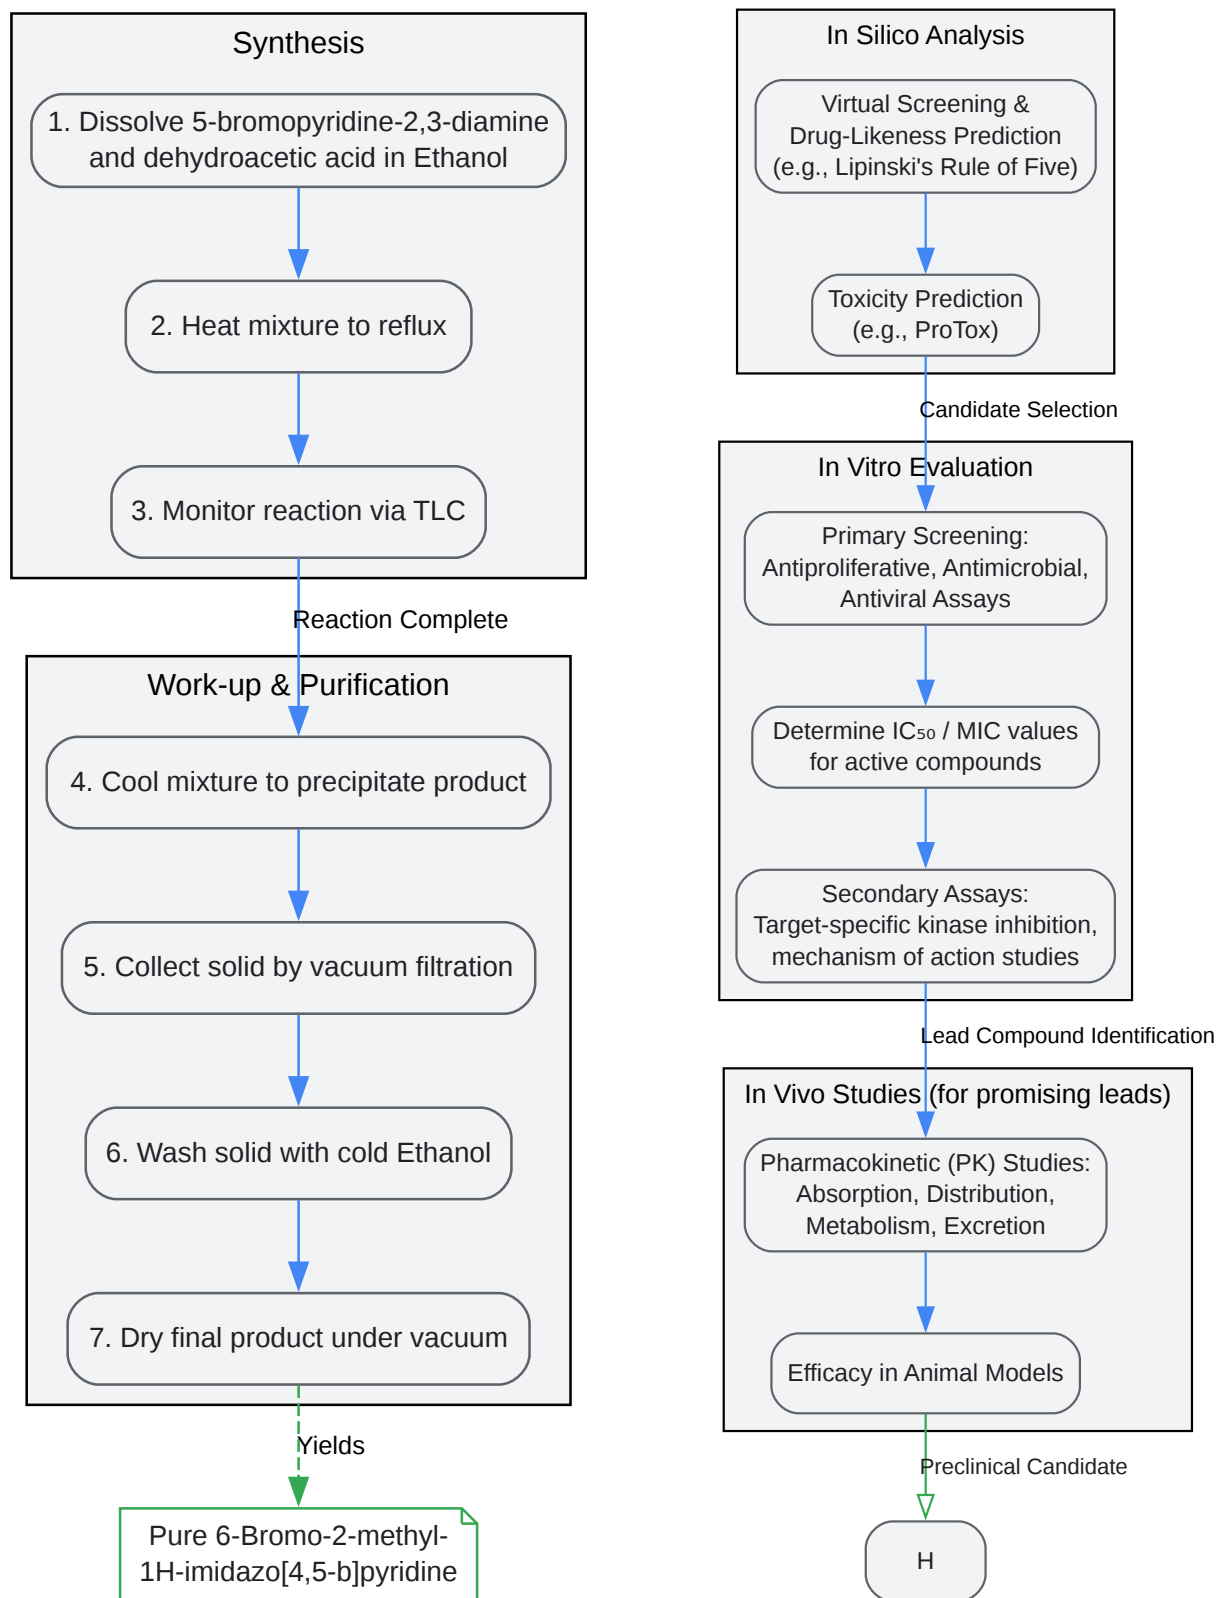 Synthesis
1. Dissolve 5-bromopyridine-2,3-diamine
and dehydroacetic acid in Ethanol
2. Heat mixture to reflux
3. Monitor reaction via TLC
Reaction Complete
Work-up & Purification
4. Cool mixture to precipitate product
5. Collect solid by vacuum filtration
6. Wash solid with cold Ethanol
7. Dry final product under vacuum
Yields
Pure 6-Bromo-2-methyl-
1H-imidazo[4,5-b]pyridine
In Silico Analysis
Virtual Screening &
Drug-Likeness Prediction
(e.g., Lipinski's Rule of Five)
Toxicity Prediction
(e.g., ProTox)
Candidate Selection
In Vitro Evaluation
Primary Screening:
Antiproliferative, Antimicrobial,
Antiviral Assays
Determine IC₅₀ / MIC values
for active compounds
Secondary Assays:
Target-specific kinase inhibition,
mechanism of action studies
Lead Compound Identification
In Vivo Studies (for promising leads)
Pharmacokinetic (PK) Studies:
Absorption, Distribution,
Metabolism, Excretion
Efficacy in Animal Models
Preclinical Candidate
H